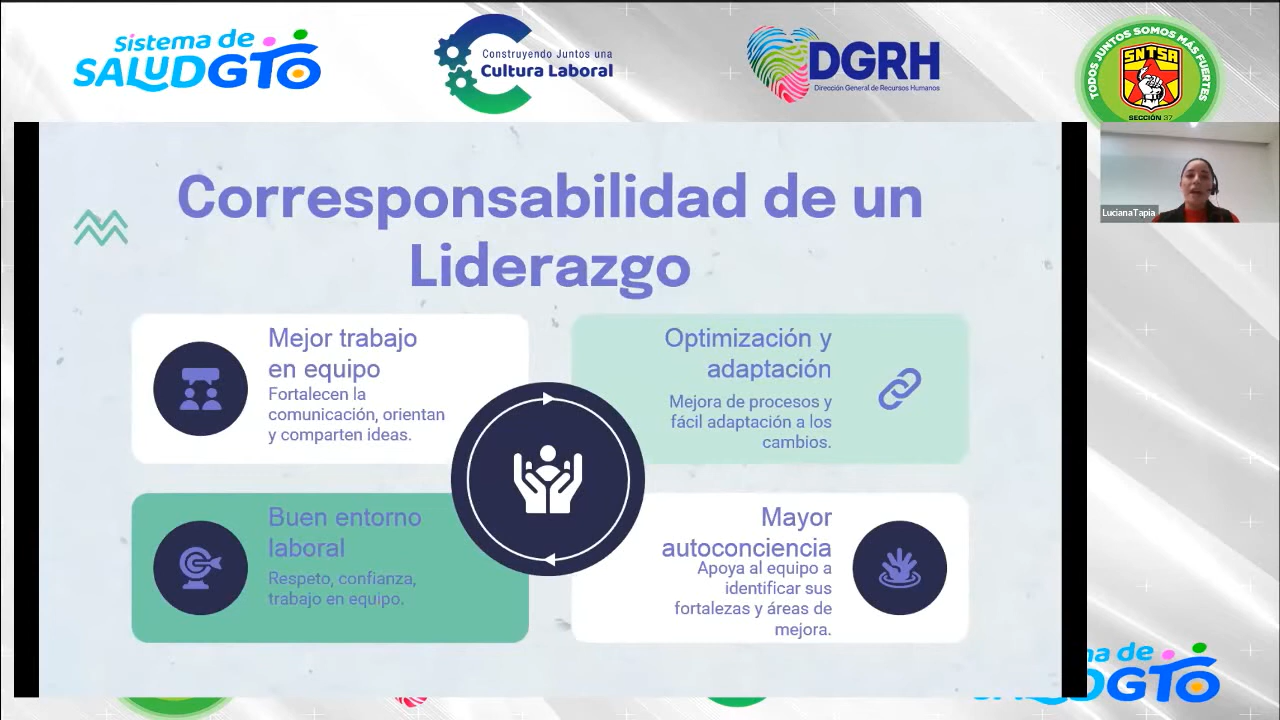 Sistema de
SALUDGTO
Construyendo Juntos una
Cultura Laboral
DGRH
Dirección General de Recursos Humanos
TODOS JUNTOS SOMOS MÁS FUERTES
SNTSA
SECCIÓN 37
LucianaTapia
Corresponsabilidad de un
Liderazgo
Mejor trabajo
en equipo
Fortalecen la
comunicación, orientan
y comparten ideas.
Optimización y
adaptación
Mejora de procesos y
fácil adaptación a los
cambios.
Buen entorno
laboral
Respeto, confianza,
trabajo en equipo.
Mayor
autoconciencia
Apoya al equipo a
identificar sus
fortalezas y áreas de
mejora.
ma de
DGTO